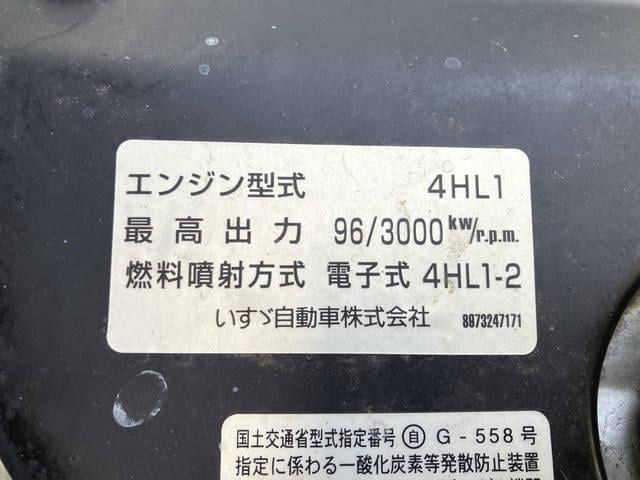 エンジン型式 4HL1
最高出力 96/3000kW/r.p.m.
燃料噴射方式 電子式 4HL1-2
いすゞ自動車株式会社 8973247171
国土交通省型式指定番号 自 G-558号
指定に係わる一酸化炭素等発散防止装置